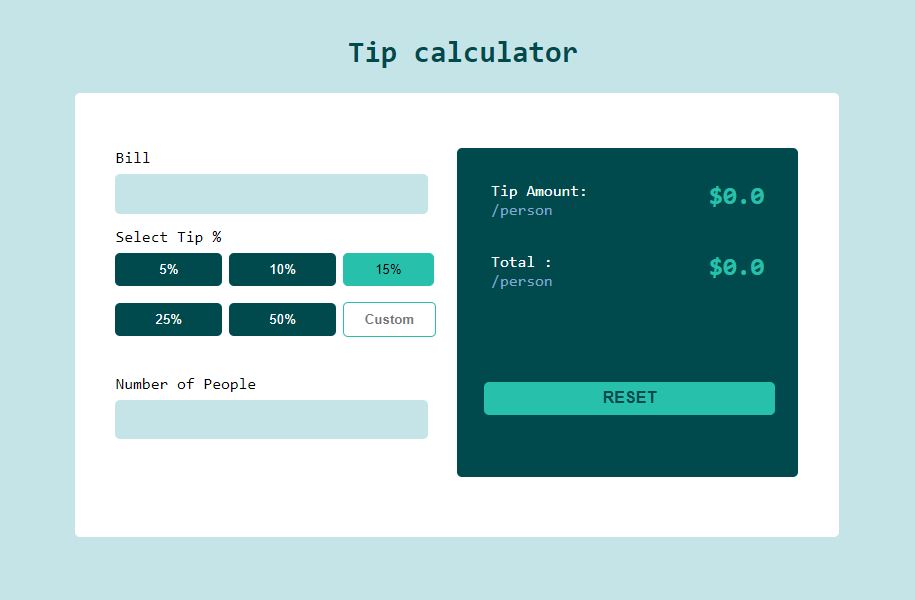 Tip calculator
Bill
Select Tip %
5% 10% 15%
25% 50% Custom
Number of People
Tip Amount: $0.0
/person
Total : $0.0
/person
RESET